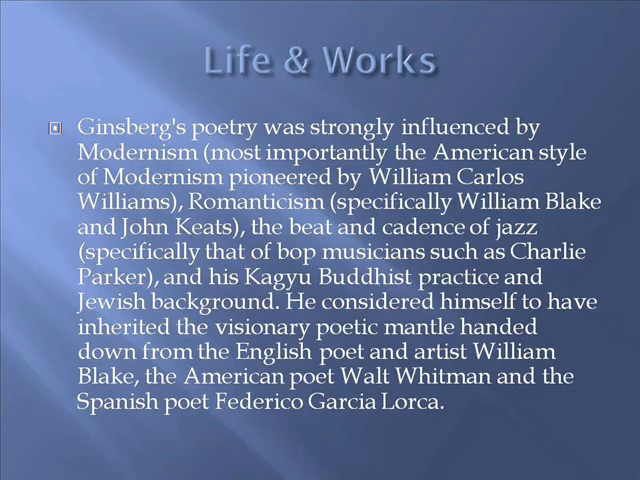 Life & Works
Ginsberg's poetry was strongly influenced by
Modernism (most importantly the American style
of Modernism pioneered by William Carlos
Williams), Romanticism (specifically William Blake
and John Keats), the beat and cadence of jazz
(specifically that of bop musicians such as Charlie
Parker), and his Kagyu Buddhist practice and
Jewish background. He considered himself to have
inherited the visionary poetic mantle handed
down from the English poet and artist William
Blake, the American poet Walt Whitman and the
Spanish poet Federico Garcia Lorca.